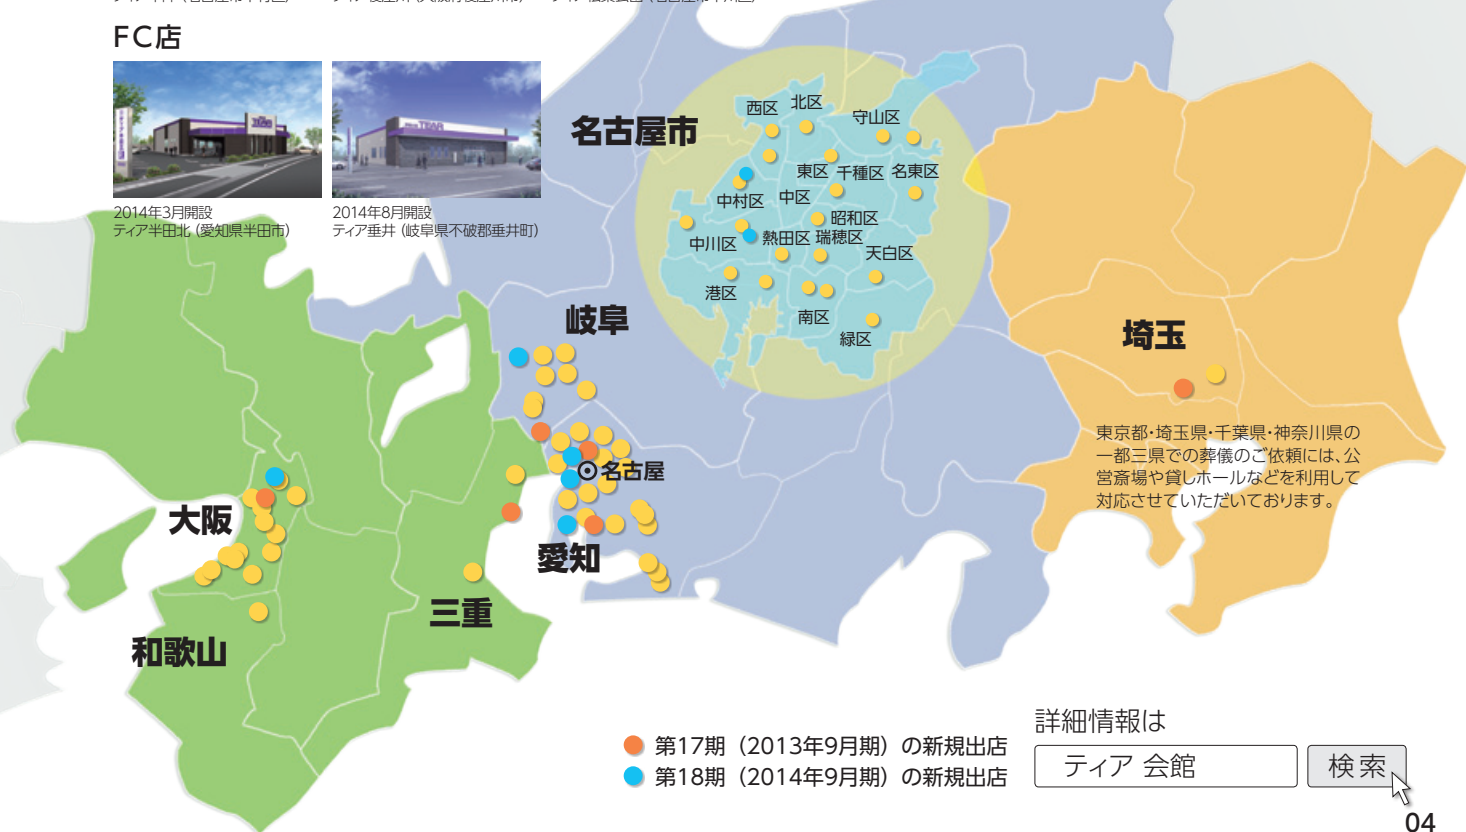 FC店
2014年3月開設
ティア半田北（愛知県半田市）
2014年8月開設
ティア垂井（岐阜県不破郡垂井町）
名古屋市
西区
北区
守山区
東区
千種区
名東区
中村区
中区
昭和区
中川区
熱田区
瑞穂区
天白区
港区
南区
緑区
岐阜
埼玉
東京都・埼玉県・千葉県・神奈川県の
一都三県での葬儀のご依頼には、公
営斎場や貸しホールなどを利用して
対応させていただいております。
名古屋
大阪
愛知
三重
和歌山
第17期（2013年9月期）の新規出店
第18期（2014年9月期）の新規出店
詳細情報は
ティア 会館
検索
04